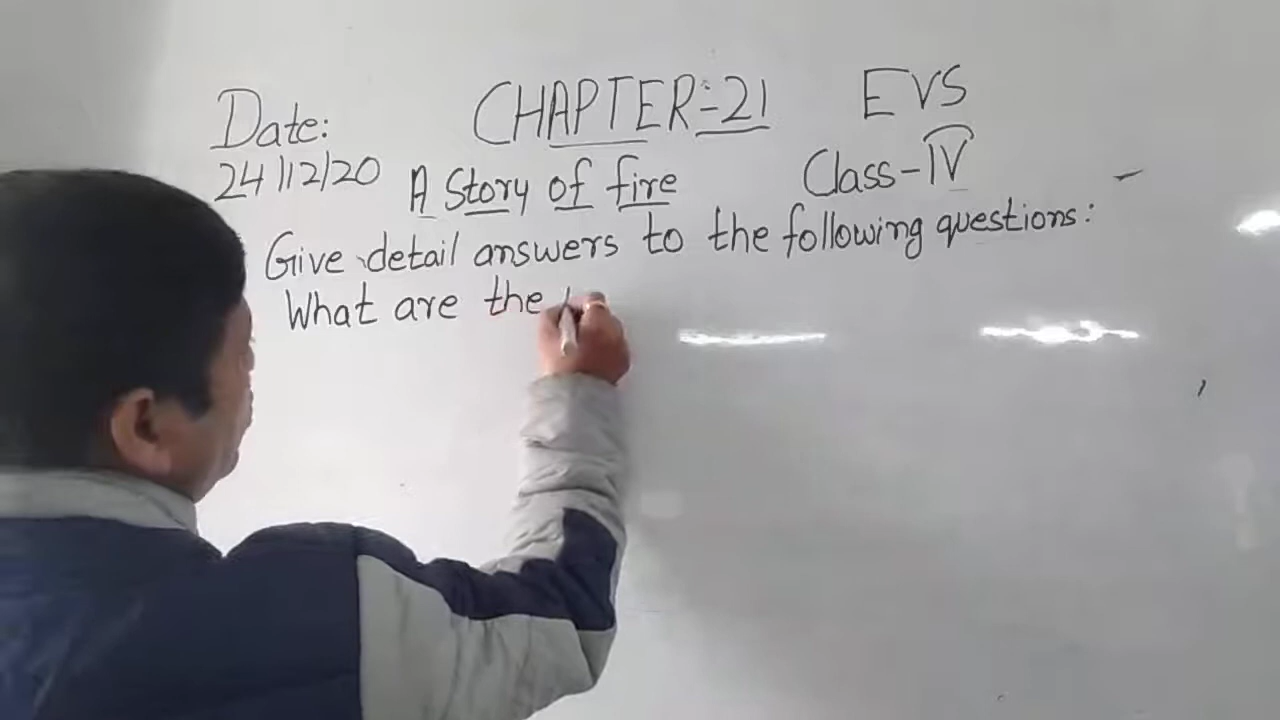 Date: CHAPTER:-21 EVS
24/12/20 A Story of fire Class-IV
Give detail answers to the following questions:
What are the